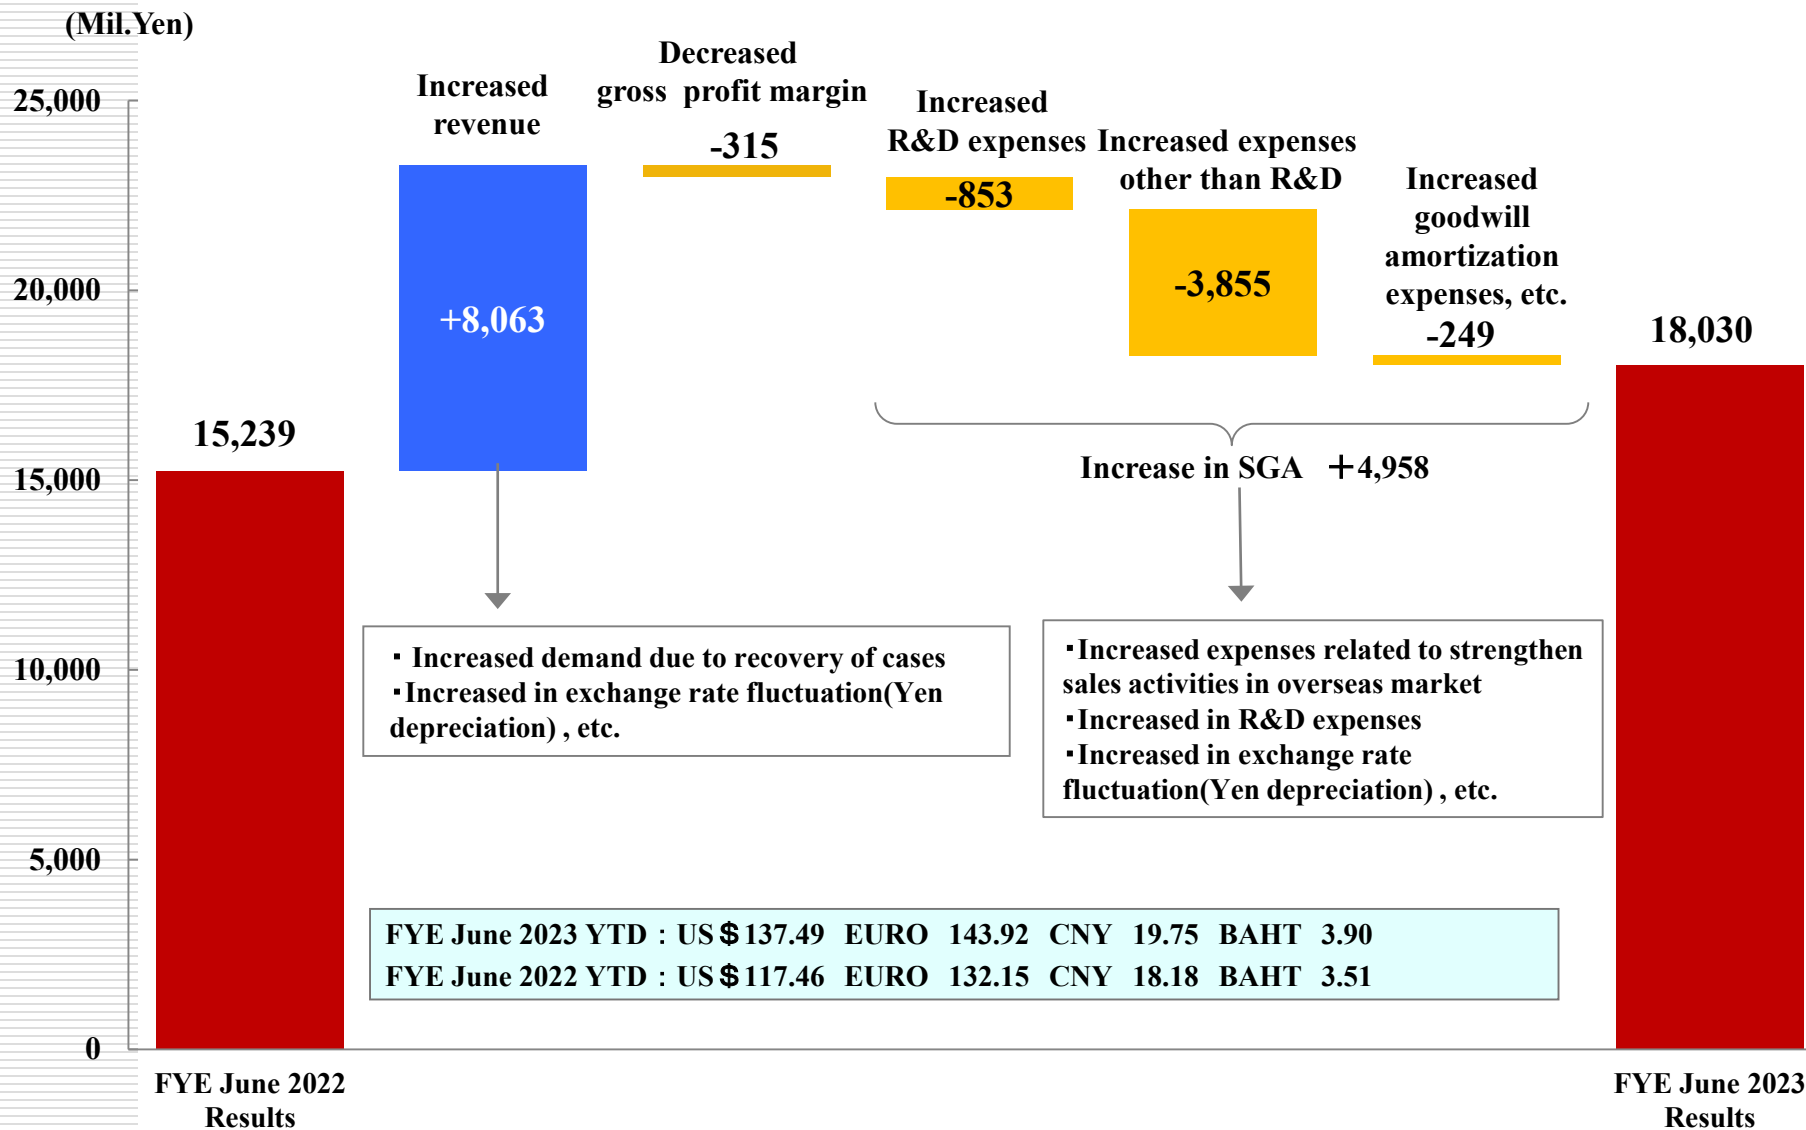 (Mil.Yen)
25,000
20,000
15,000
10,000
5,000
0
15,239
Increased
revenue
+8,063
Decreased
gross profit margin
-315
Increased
R&D expenses
-853
Increased expenses
other than R&D
-3,855
Increased
goodwill
amortization
expenses, etc.
-249
18,030
Increase in SGA ＋4,958
・Increased demand due to recovery of cases
・Increased in exchange rate fluctuation(Yen
depreciation) , etc.
・Increased expenses related to strengthen
sales activities in overseas market
・Increased in R&D expenses
・Increased in exchange rate
fluctuation(Yen depreciation) , etc.
FYE June 2023 YTD：US＄137.49 EURO 143.92 CNY 19.75 BAHT 3.90
FYE June 2022 YTD：US＄117.46 EURO 132.15 CNY 18.18 BAHT 3.51
FYE June 2022
Results
FYE June 2023
Results